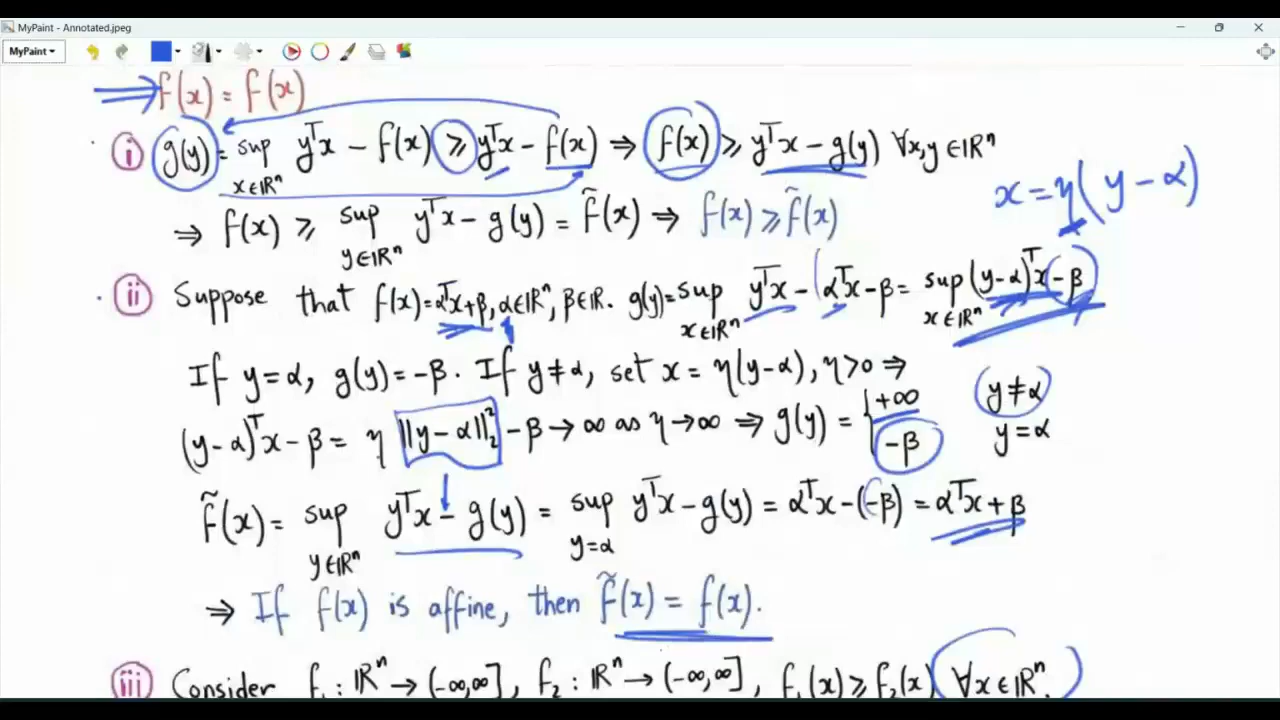 MyPaint - Annotated.jpeg
MyPaint
⇒ f(x) = f(x)
i g(y) = sup_{x∈ℝⁿ} yᵀx - f(x) ≥ yᵀx - f(x) ⇒ f(x) ≥ yᵀx - g(y) ∀x,y∈ℝⁿ
x = η(y - α)
⇒ f(x) ≥ sup_{y∈ℝⁿ} yᵀx - g(y) = f̃(x) ⇒ f(x) ≥ f̃(x)
ii Suppose that f(x) = αᵀx+β, α∈ℝⁿ, β∈ℝ. g(y) = sup_{x∈ℝⁿ} yᵀx - (αᵀx - β = sup_{x∈ℝⁿ} (y-α)ᵀx - β
If y = α, g(y) = -β. If y ≠ α, set x = η(y-α), η>0 ⇒
(y-α)ᵀx - β = η ||y-α||₂² - β → ∞ as η → ∞ ⇒ g(y) = { +∞ y ≠ α
-β y = α
f̃(x) = sup_{y∈ℝⁿ} yᵀx - g(y) = sup_{y=α} yᵀx - g(y) = αᵀx - (-β) = αᵀx + β
⇒ If f(x) is affine, then f̃(x) = f(x).
iii Consider f₁ : ℝⁿ → (-∞,∞], f₂ : ℝⁿ → (-∞,∞], f₁(x) ≥ f₂(x) ∀x∈ℝⁿ.